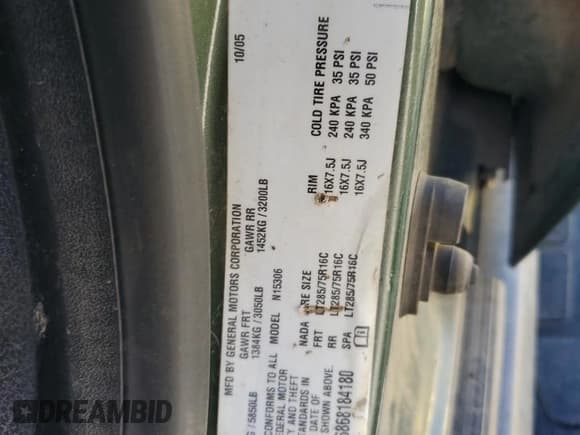 10/05
MFD BY GENERAL MOTORS CORPORATION
GAWR FRT GAWR RR
1384KG / 3050LB 1452KG / 3200LB
/ 5850LB
CONFORMS TO ALL MODEL N15306
FEDERAL MOTOR
AND THEFT
STANDARDS IN
DATE OF
SHOWN ABOVE.
6868184180
NADA TIRE SIZE RIM COLD TIRE PRESSURE
FRT LT285/75R16C 16X7.5J 240 KPA 35 PSI
RR LT285/75R16C 16X7.5J 240 KPA 35 PSI
SPA LT285/75R16C 16X7.5J 340 KPA 50 PSI
DREAMBID